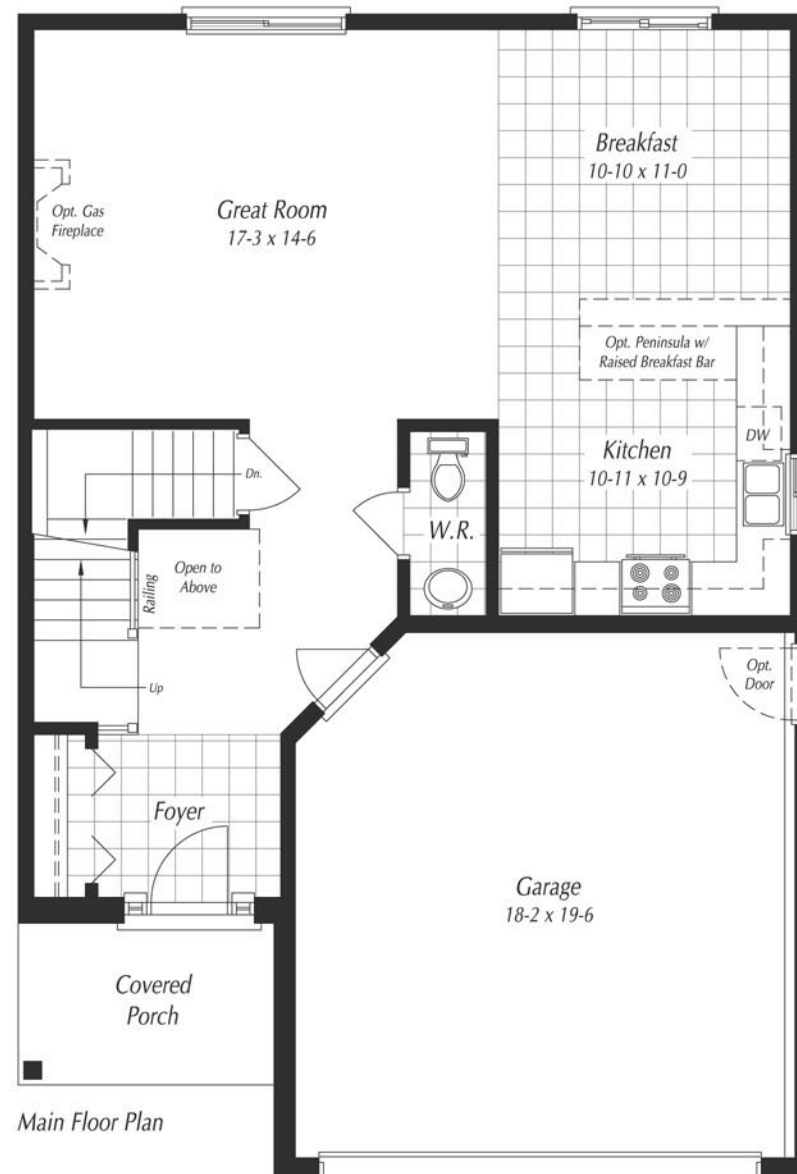 Breakfast
10-10 x 11-0
Great Room
17-3 x 14-6
Opt. Gas
Fireplace
Opt. Peninsula w/
Raised Breakfast Bar
DW
Kitchen
10-11 x 10-9
Dn.
W.R.
Open to
Above
Railing
Up
Opt.
Door
Foyer
Garage
18-2 x 19-6
Covered
Porch
Main Floor Plan